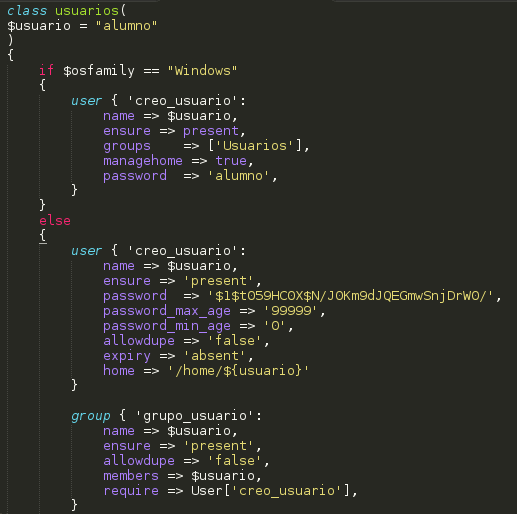 class usuarios(
$usuario = "alumno"
)
{
    if $osfamily == "Windows"
    {
        user { 'creo_usuario':
            name => $usuario,
            ensure => present,
            groups    => ['Usuarios'],
            managehome => true,
            password  => 'alumno',
        }
    }
    else
    {
        user { 'creo_usuario':
            name => $usuario,
            ensure => 'present',
            password  => '$1$tO59HCOX$N/J0Km9dJQEGmwSnjDrWO/',
            password_max_age => '99999',
            password_min_age => '0',
            allowdupe => 'false',
            expiry => 'absent',
            home => '/home/${usuario}'
        }

        group { 'grupo_usuario':
            name => $usuario,
            ensure => 'present',
            allowdupe => 'false',
            members => $usuario,
            require => User['creo_usuario'],
        }